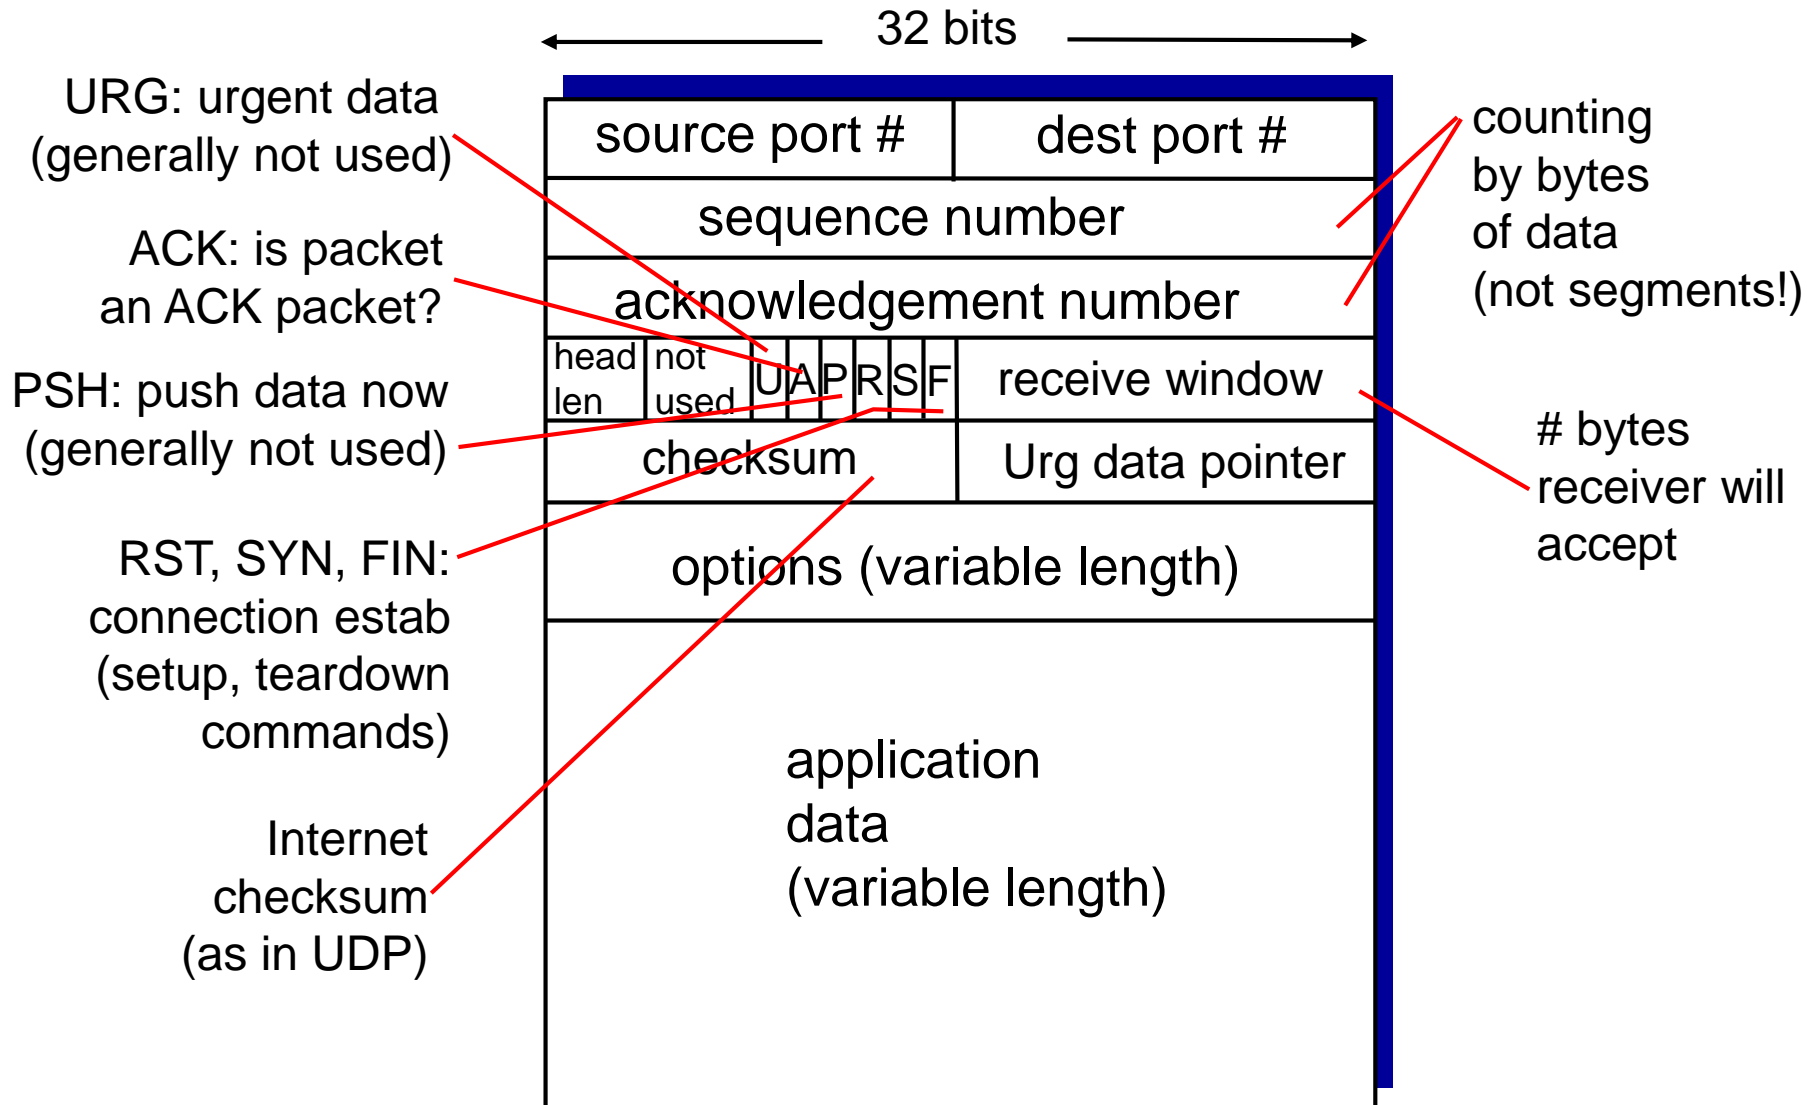 32 bits
URG: urgent data
(generally not used)
ACK: is packet
an ACK packet?
PSH: push data now
(generally not used)
RST, SYN, FIN:
connection estab
(setup, teardown
commands)
Internet
checksum
(as in UDP)
source port #
dest port #
sequence number
acknowledgement number
head
len
not
used
U
A
P
R
S
F
receive window
checksum
Urg data pointer
options (variable length)
application
data
(variable length)
counting
by bytes
of data
(not segments!)
# bytes
receiver will
accept